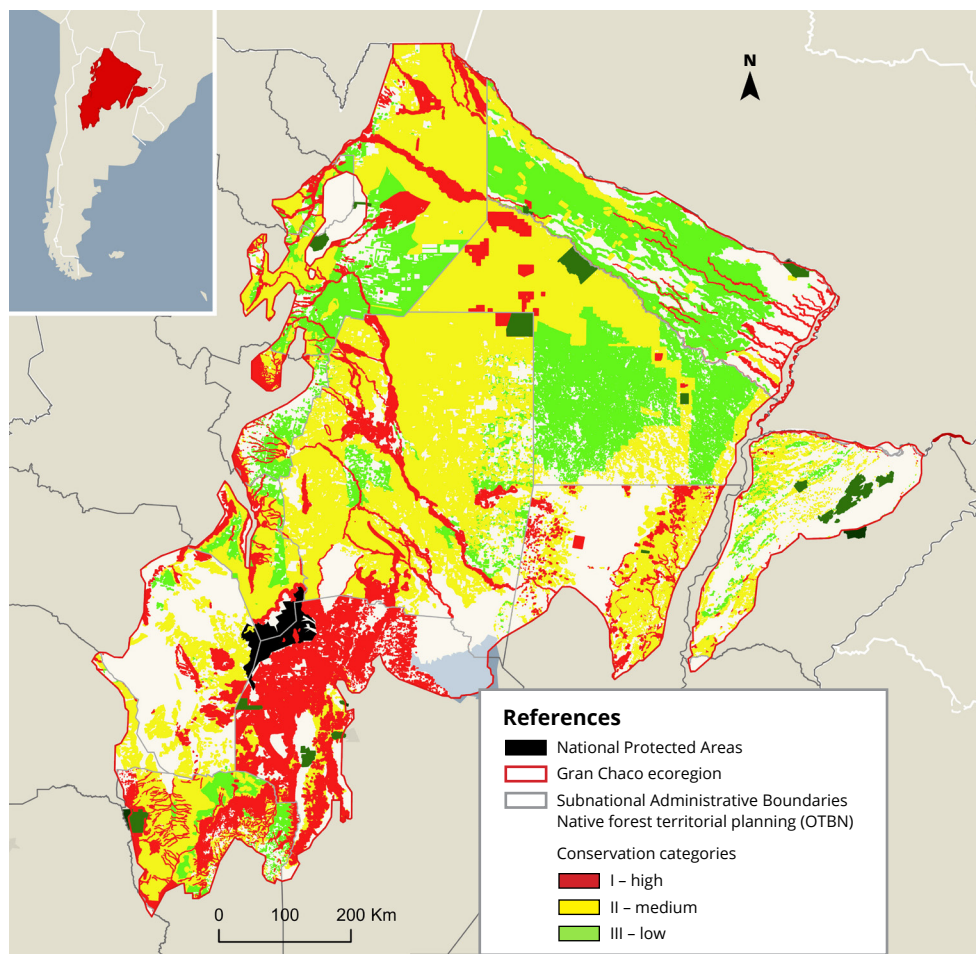 N
References
National Protected Areas
Gran Chaco ecoregion
Subnational Administrative Boundaries
Native forest territorial planning (OTBN)
Conservation categories
I – high
II – medium
III – low
0 100 200 Km